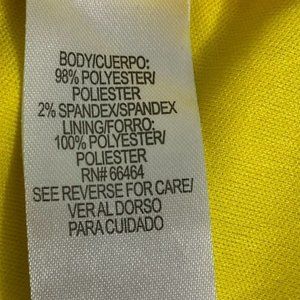 BODY/CUERPO:
98% POLYESTER/
POLIESTER
2% SPANDEX/SPANDEX
LINING/FORRO:
100% POLYESTER/
POLIESTER
RN# 66464
SEE REVERSE FOR CARE/
VER AL DORSO
PARA CUIDADO